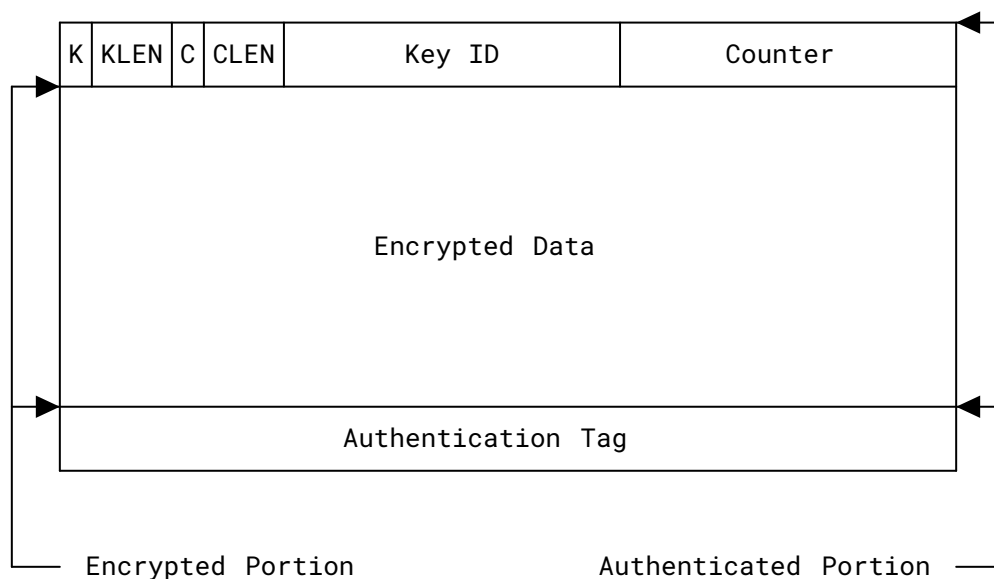 K KLEN C CLEN Key ID Counter
Encrypted Data
Authentication Tag
Encrypted Portion Authenticated Portion